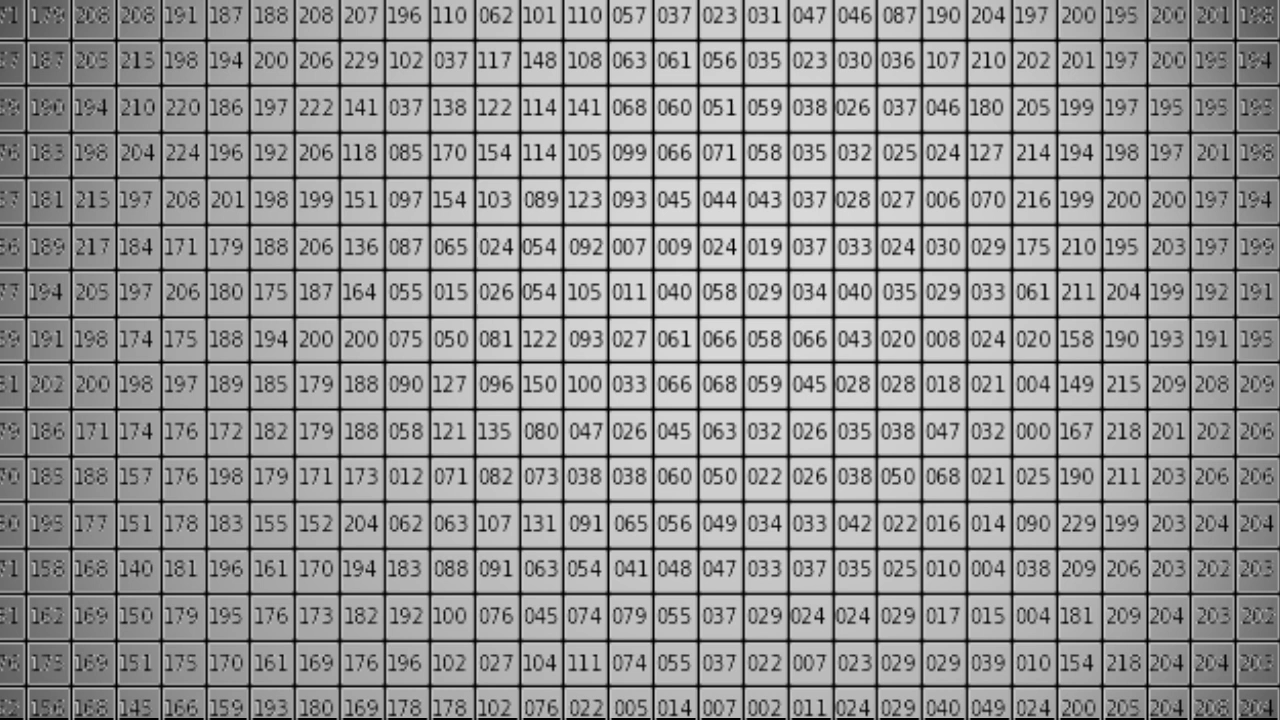 179 208 208 191 187 188 208 207 196 110 062 101 110 057 037 023 031 047 046 087 190 204 197 200 195 200 201 198
187 205 215 198 194 200 206 229 102 037 117 148 108 063 061 056 035 023 030 036 107 210 202 201 197 200 195 194
190 194 210 220 186 197 222 141 037 138 122 114 141 068 060 051 059 038 026 037 046 180 205 199 197 195 195 195
183 198 204 224 196 192 206 118 085 170 154 114 105 099 066 071 058 035 032 025 024 127 214 194 198 197 201 198
181 215 197 208 201 198 199 151 097 154 103 089 123 093 045 044 043 037 028 027 006 070 216 199 200 200 197 194
189 217 184 171 179 188 206 136 087 065 024 054 092 007 009 024 019 037 033 024 030 029 175 210 195 203 197 199
194 205 197 206 180 175 187 164 055 015 026 054 105 011 040 058 029 034 040 035 029 033 061 211 204 199 192 191
191 198 174 175 188 194 200 200 075 050 081 122 093 027 061 066 058 066 043 020 008 024 020 158 190 193 191 195
202 200 198 197 189 185 179 188 090 127 096 150 100 033 066 068 059 045 028 028 018 021 004 149 215 209 208 209
186 171 174 176 172 182 179 188 058 121 135 080 047 026 045 063 032 026 035 038 047 032 000 167 218 201 202 206
185 188 157 176 198 179 171 173 012 071 082 073 038 038 060 050 022 026 038 050 068 021 025 190 211 203 206 206
195 177 151 178 183 155 152 204 062 063 107 131 091 065 056 049 034 033 042 022 016 014 090 229 199 203 204 204
158 168 140 181 196 161 170 194 183 088 091 063 054 041 048 047 033 037 035 025 010 004 038 209 206 203 202 203
162 169 150 179 195 176 173 182 192 100 076 045 074 079 055 037 029 024 024 029 017 015 004 181 209 204 203 202
173 169 151 175 170 161 169 176 196 102 027 104 111 074 055 037 022 007 023 029 029 039 010 154 218 204 204 203
156 168 145 166 159 193 180 169 178 178 102 076 022 005 014 007 002 011 024 029 040 049 024 200 205 204 208 204